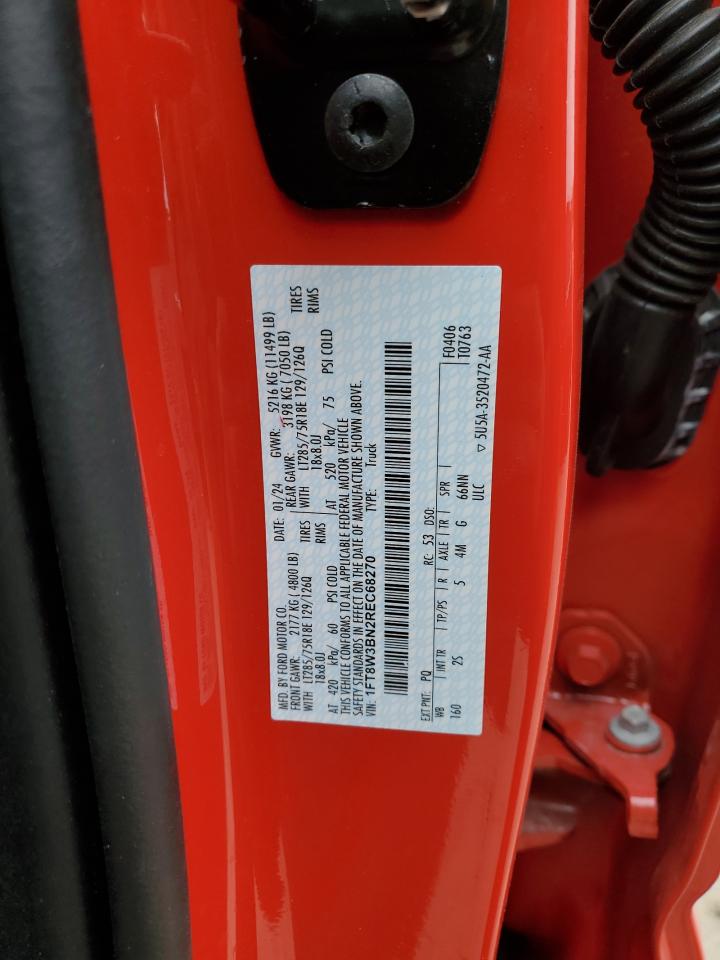 MFD. BY FORD MOTOR CO.
DATE: 01/24 GVWR: 5216 KG (11499 LB)
FRONT GAWR: 2177 KG ( 4800 LB) REAR GAWR: 3198 KG ( 7050 LB)
WITH LT285/75R18E 129/126Q TIRES WITH LT285/75R18E 129/126Q TIRES
18x8.0J RIMS 18x8.0J RIMS
AT 420 kPa/ 60 PSI COLD AT 520 kPa/ 75 PSI COLD
THIS VEHICLE CONFORMS TO ALL APPLICABLE FEDERAL MOTOR VEHICLE
SAFETY STANDARDS IN EFFECT ON THE DATE OF MANUFACTURE SHOWN ABOVE.
VIN: 1FT8W3BN2REC68270 TYPE: Truck
F0406
T0763
EXT PNT: PQ RC: 53 DSO:
WB INT TR TP/PS R AXLE TR SPR
160 2S 5 4M G 66NN
ULC
▽ 5U5A-3520472-AA